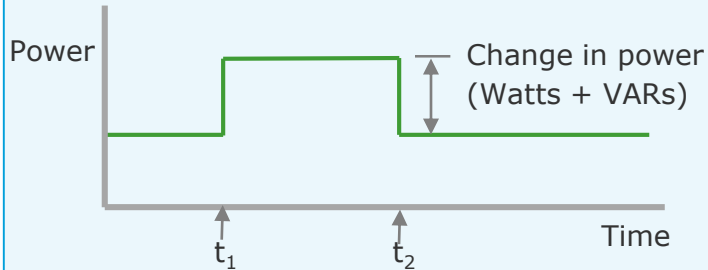 Power
Change in power
(Watts + VARs)
Time
t₁
t₂